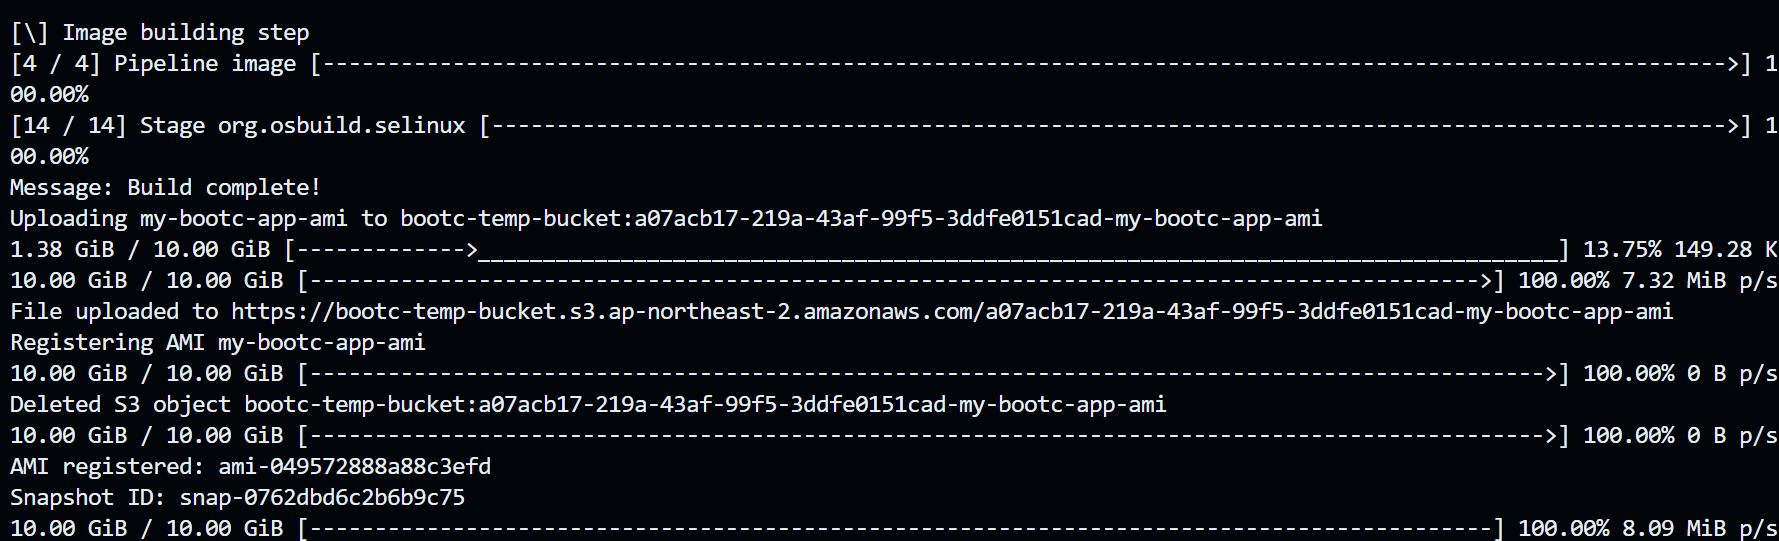 [\] Image building step
[4 / 4] Pipeline image [------------------------------------------------------------------------------------------------------------>] 1
00.00%
[14 / 14] Stage org.osbuild.selinux [----------------------------------------------------------------------------------------------->] 1
00.00%
Message: Build complete!
Uploading my-bootc-app-ami to bootc-temp-bucket:a07acb17-219a-43af-99f5-3ddfe0151cad-my-bootc-app-ami
1.38 GiB / 10.00 GiB [------------->___________________________________________________________________________________] 13.75% 149.28 K
10.00 GiB / 10.00 GiB [------------------------------------------------------------------------------------------>] 100.00% 7.32 MiB p/s
File uploaded to https://bootc-temp-bucket.s3.ap-northeast-2.amazonaws.com/a07acb17-219a-43af-99f5-3ddfe0151cad-my-bootc-app-ami
Registering AMI my-bootc-app-ami
10.00 GiB / 10.00 GiB [----------------------------------------------------------------------------------------------->] 100.00% 0 B p/s
Deleted S3 object bootc-temp-bucket:a07acb17-219a-43af-99f5-3ddfe0151cad-my-bootc-app-ami
10.00 GiB / 10.00 GiB [----------------------------------------------------------------------------------------------->] 100.00% 0 B p/s
AMI registered: ami-049572888a88c3efd
Snapshot ID: snap-0762dbd6c2b6b9c75
10.00 GiB / 10.00 GiB [-------------------------------------------------------------------------------------------] 100.00% 8.09 MiB p/s